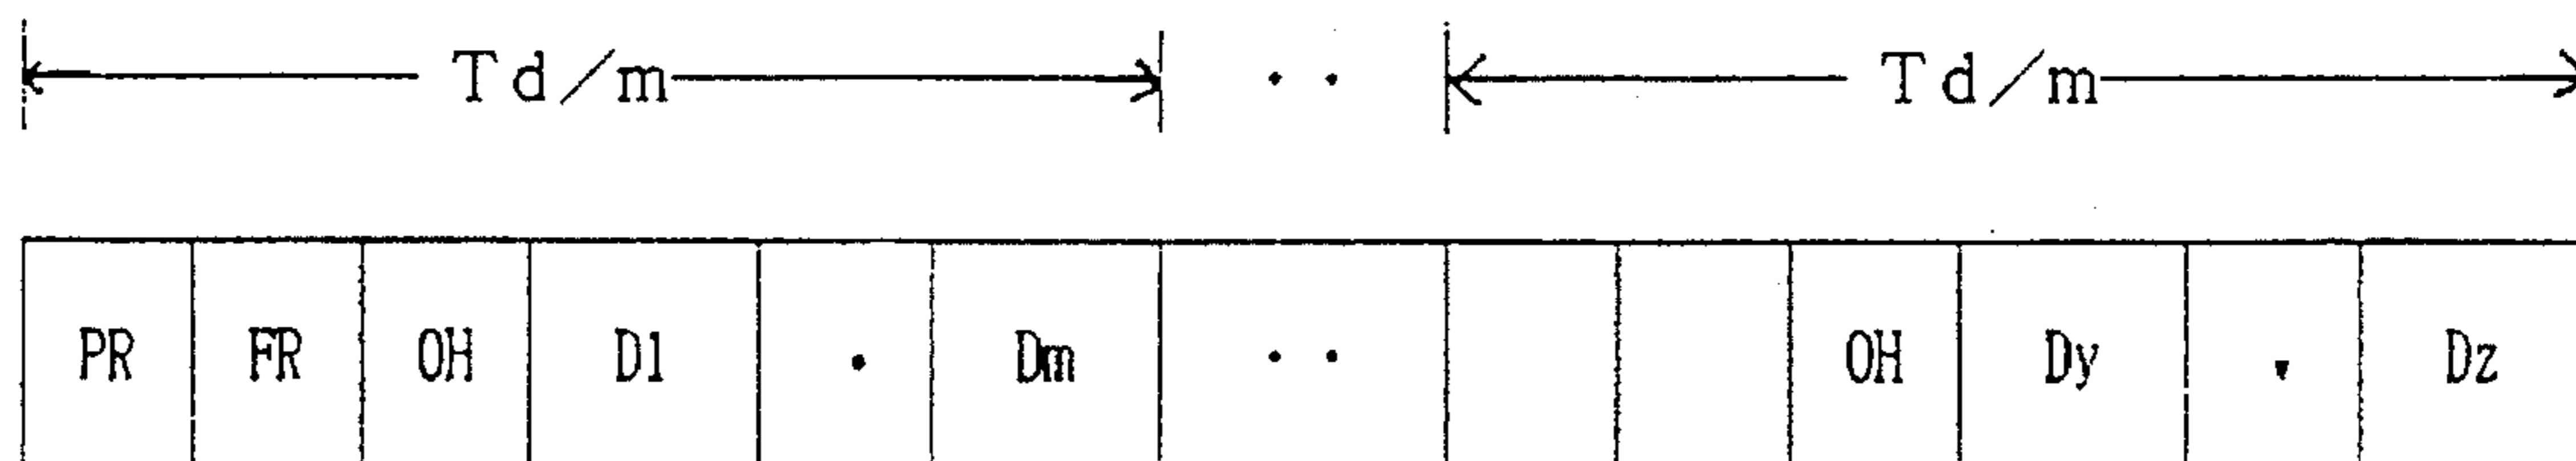 Td/m ・・ Td/m
PR FR OH D1 ・ Dm ・・ OH Dy ・ Dz